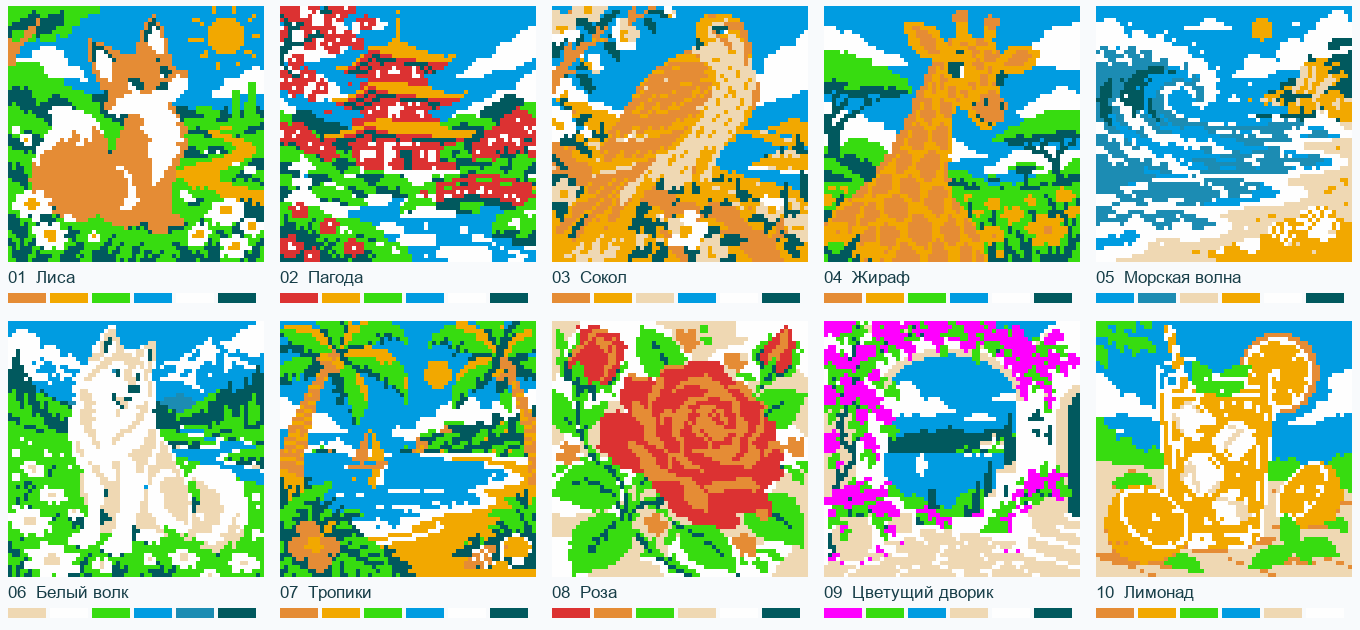 01 Лиса
02 Пагода
03 Сокол
04 Жираф
05 Морская волна
06 Белый волк
07 Тропики
08 Роза
09 Цветущий дворик
10 Лимонад